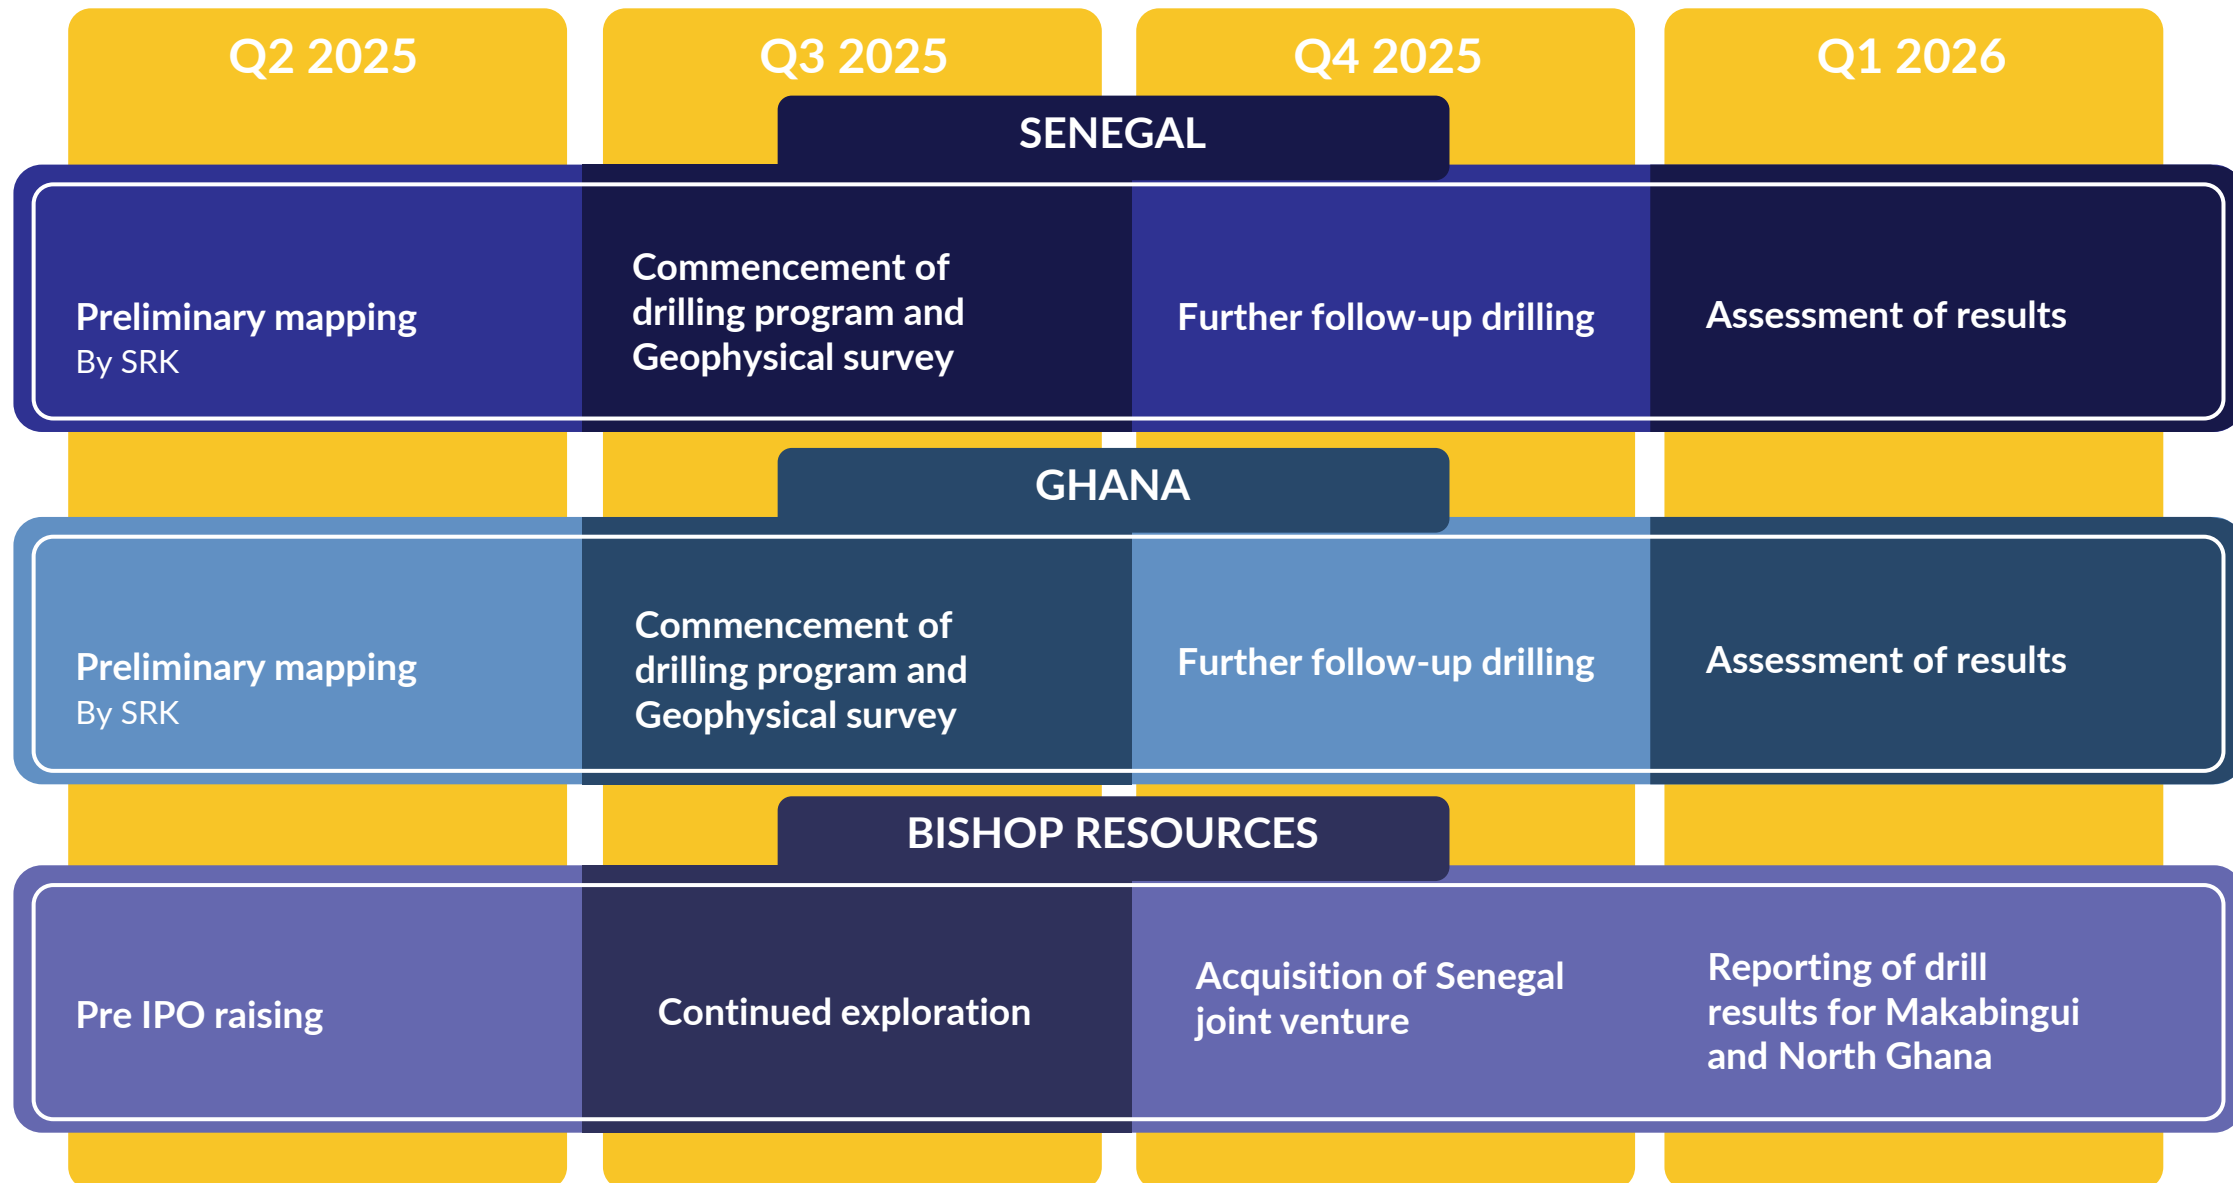 Q2 2025
Q3 2025
Q4 2025
Q1 2026
SENEGAL
Preliminary mapping
By SRK
Commencement of
drilling program and
Geophysical survey
Further follow-up drilling
Assessment of results
GHANA
Preliminary mapping
By SRK
Commencement of
drilling program and
Geophysical survey
Further follow-up drilling
Assessment of results
BISHOP RESOURCES
Pre IPO raising
Continued exploration
Acquisition of Senegal
joint venture
Reporting of drill
results for Makabingui
and North Ghana